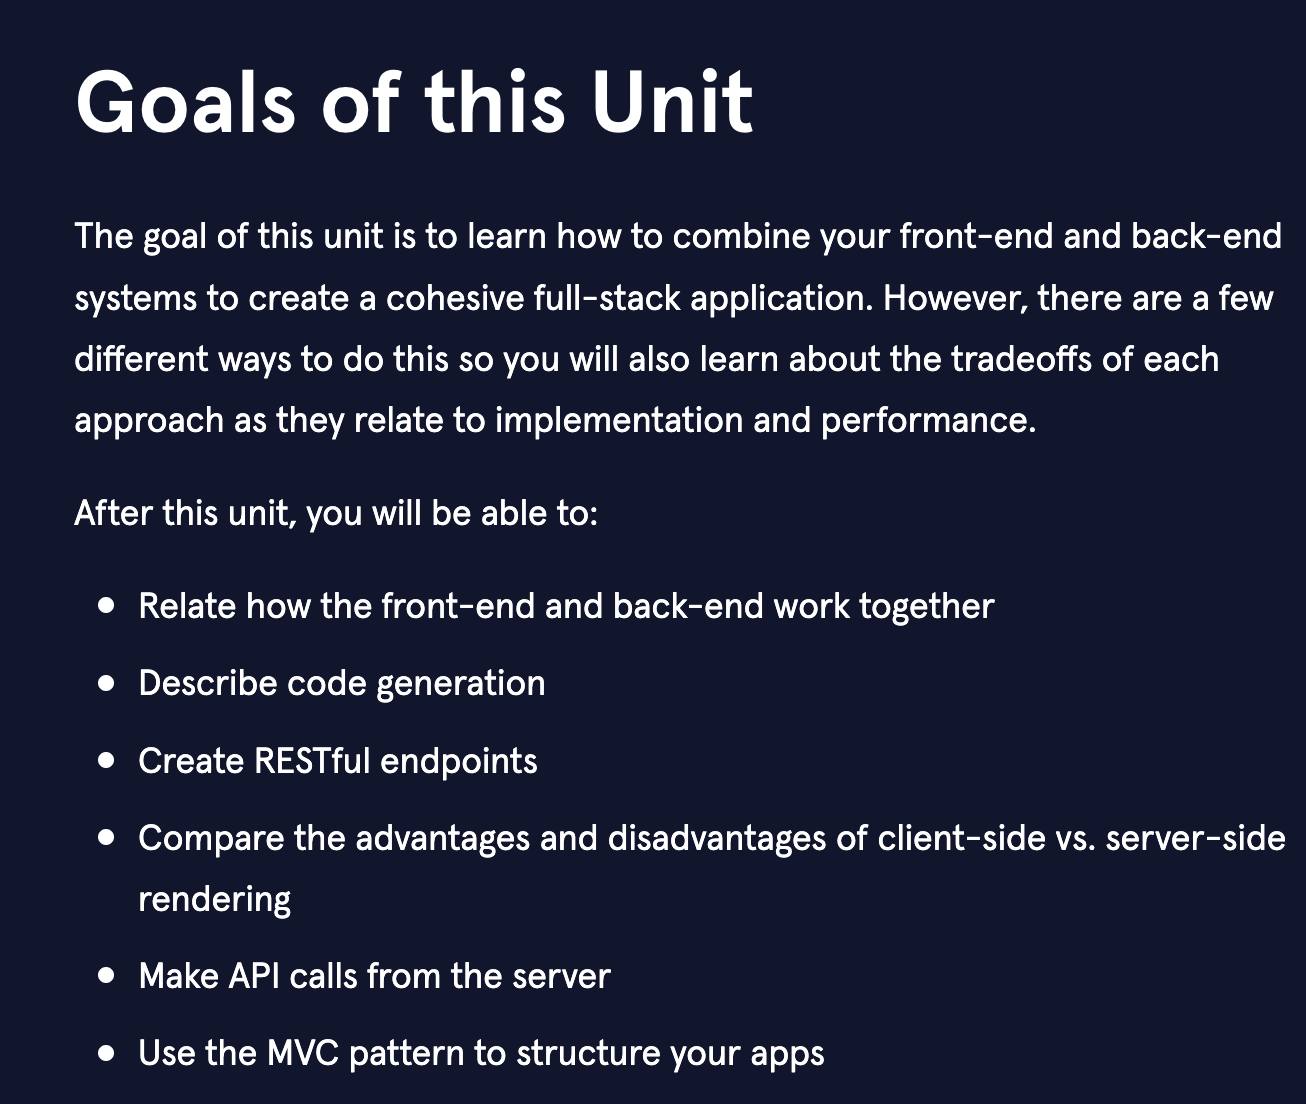 Goals of this Unit
The goal of this unit is to learn how to combine your front-end and back-end
systems to create a cohesive full-stack application. However, there are a few
different ways to do this so you will also learn about the tradeoffs of each
approach as they relate to implementation and performance.
After this unit, you will be able to:
• Relate how the front-end and back-end work together
• Describe code generation
• Create RESTful endpoints
• Compare the advantages and disadvantages of client-side vs. server-side
rendering
• Make API calls from the server
• Use the MVC pattern to structure your apps